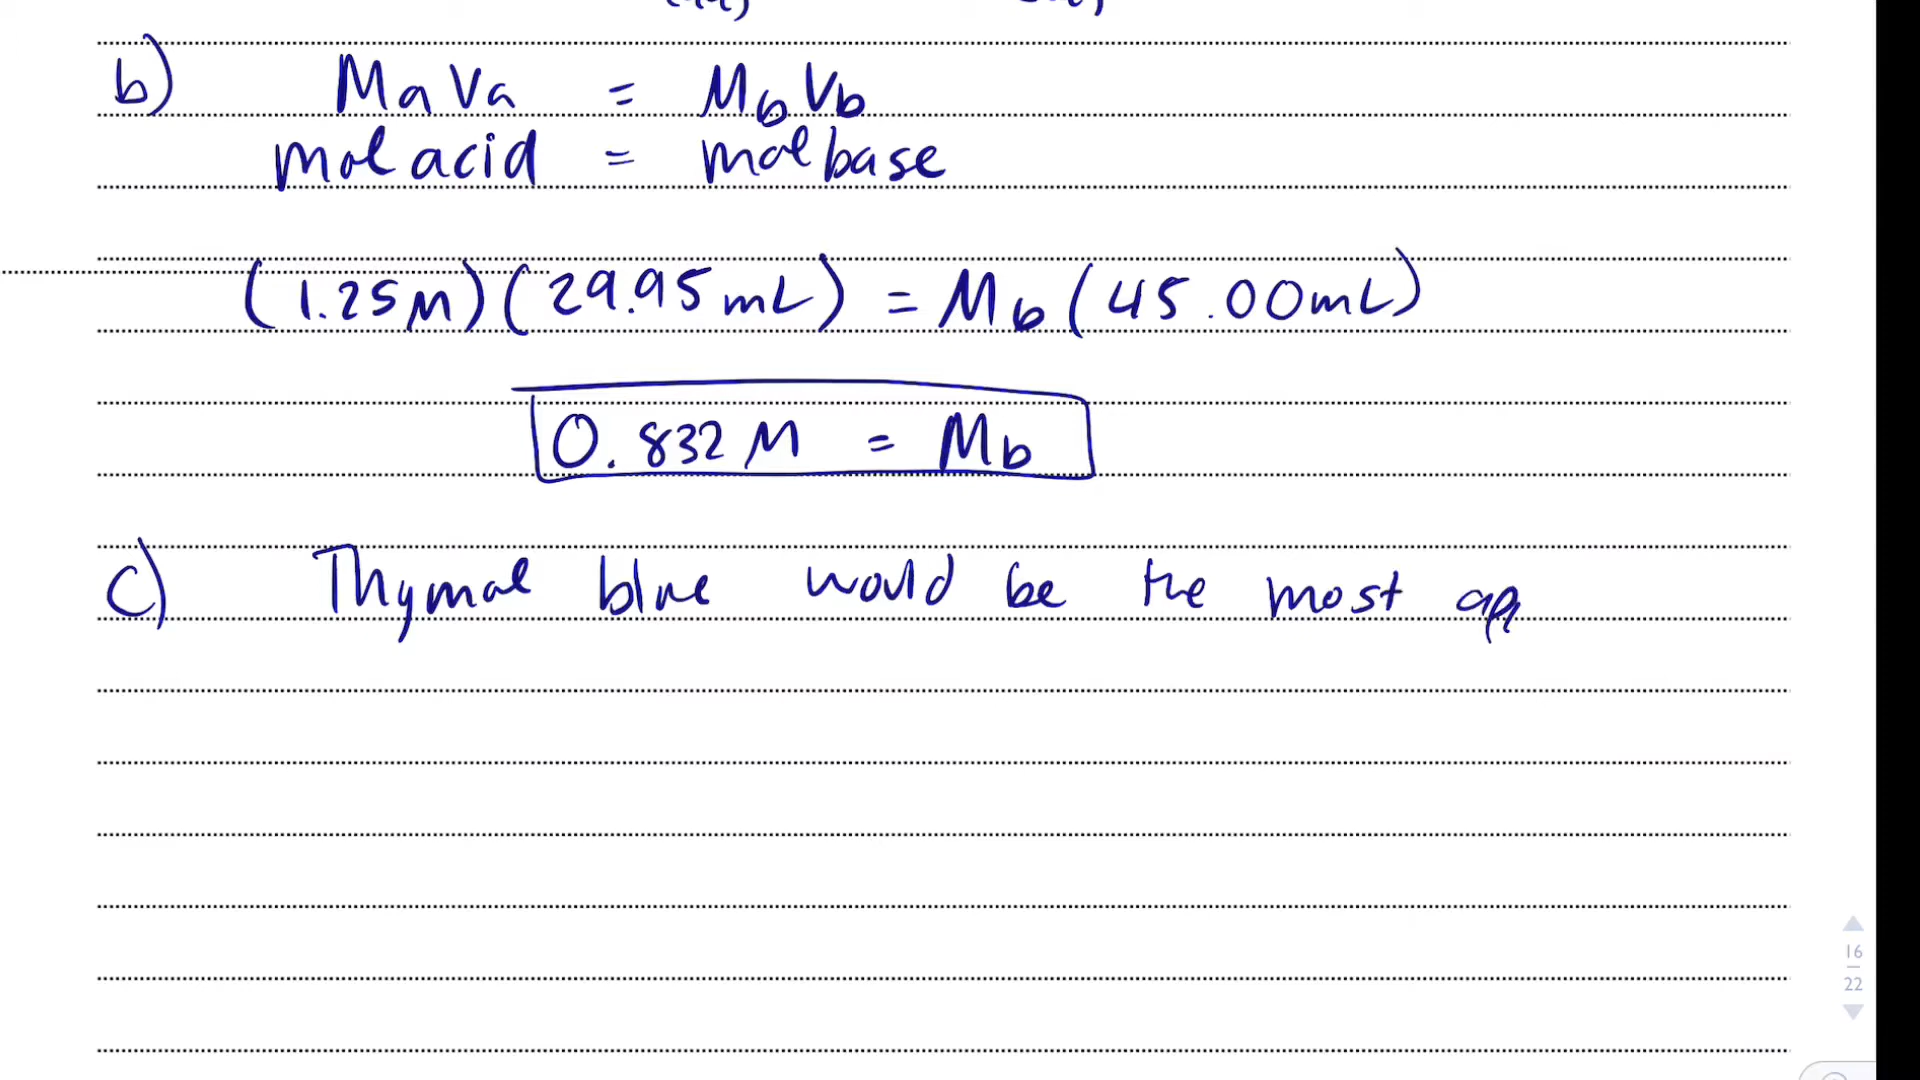 b) MaVa = MbVb
mol acid = mol base
(1.25M)(29.95mL) = Mb(45.00mL)
0.832 M = Mb
c) Thymol blue would be the most app
16
22